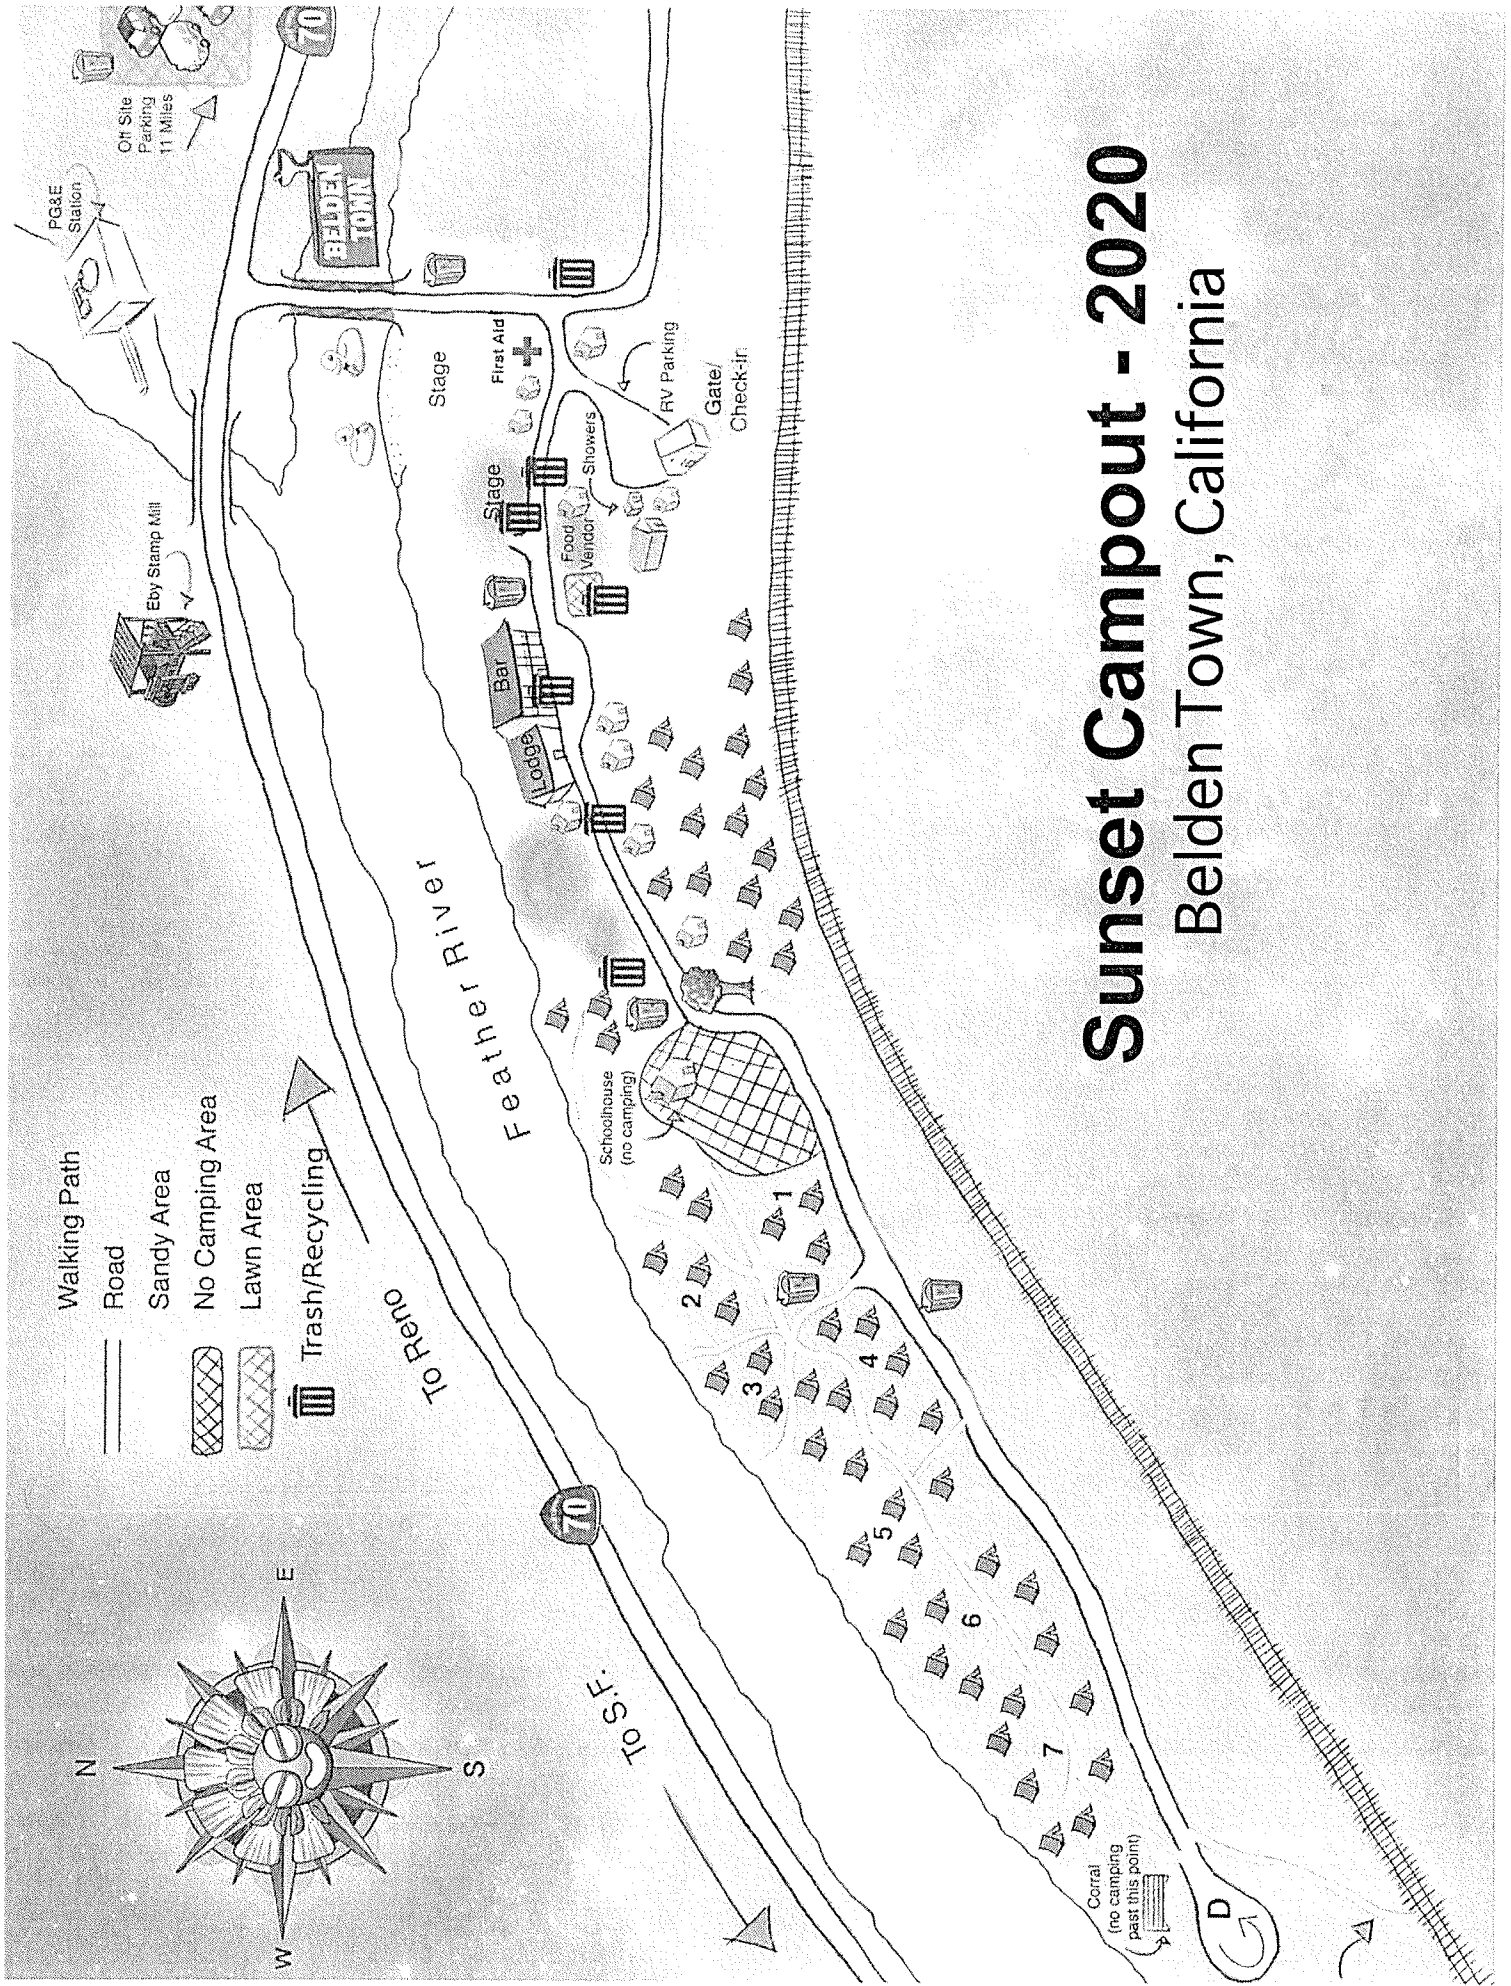 N
E
S
W
Walking Path
Road
Sandy Area
No Camping Area
Lawn Area
Trash/Recycling
To Reno
To S.F.
70
Feather River
Eby Stamp Mill
PG&E
Station
Off Site
Parking
11 Miles
70
BELDEN
TOWN
Stage
First Aid
Stage
Food
Vendor
Showers
RV Parking
Gate/
Check-in
Bar
Lodge
Schoolhouse
(no camping)
1
2
3
4
5
6
7
Corral
(no camping
past this point)
D
Sunset Campout - 2020
Belden Town, California